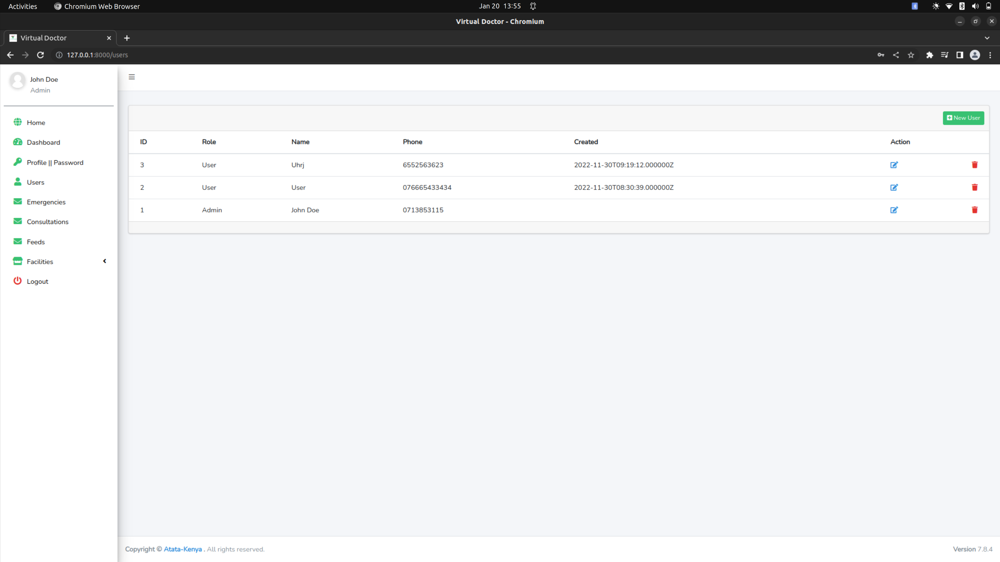 Activities Chromium Web Browser Jan 20 13:55
Virtual Doctor - Chromium
Virtual Doctor
127.0.0.1:8000/users
John Doe
Admin
Home
Dashboard
Profile || Password
Users
Emergencies
Consultations
Feeds
Facilities
Logout
New User
ID Role Name Phone Created Action
3 User Uhrj 6552563623 2022-11-30T09:19:12.000000Z
2 User User 076665433434 2022-11-30T08:30:39.000000Z
1 Admin John Doe 0713853115
Copyright © Atata-Kenya . All rights reserved. Version 7.8.4